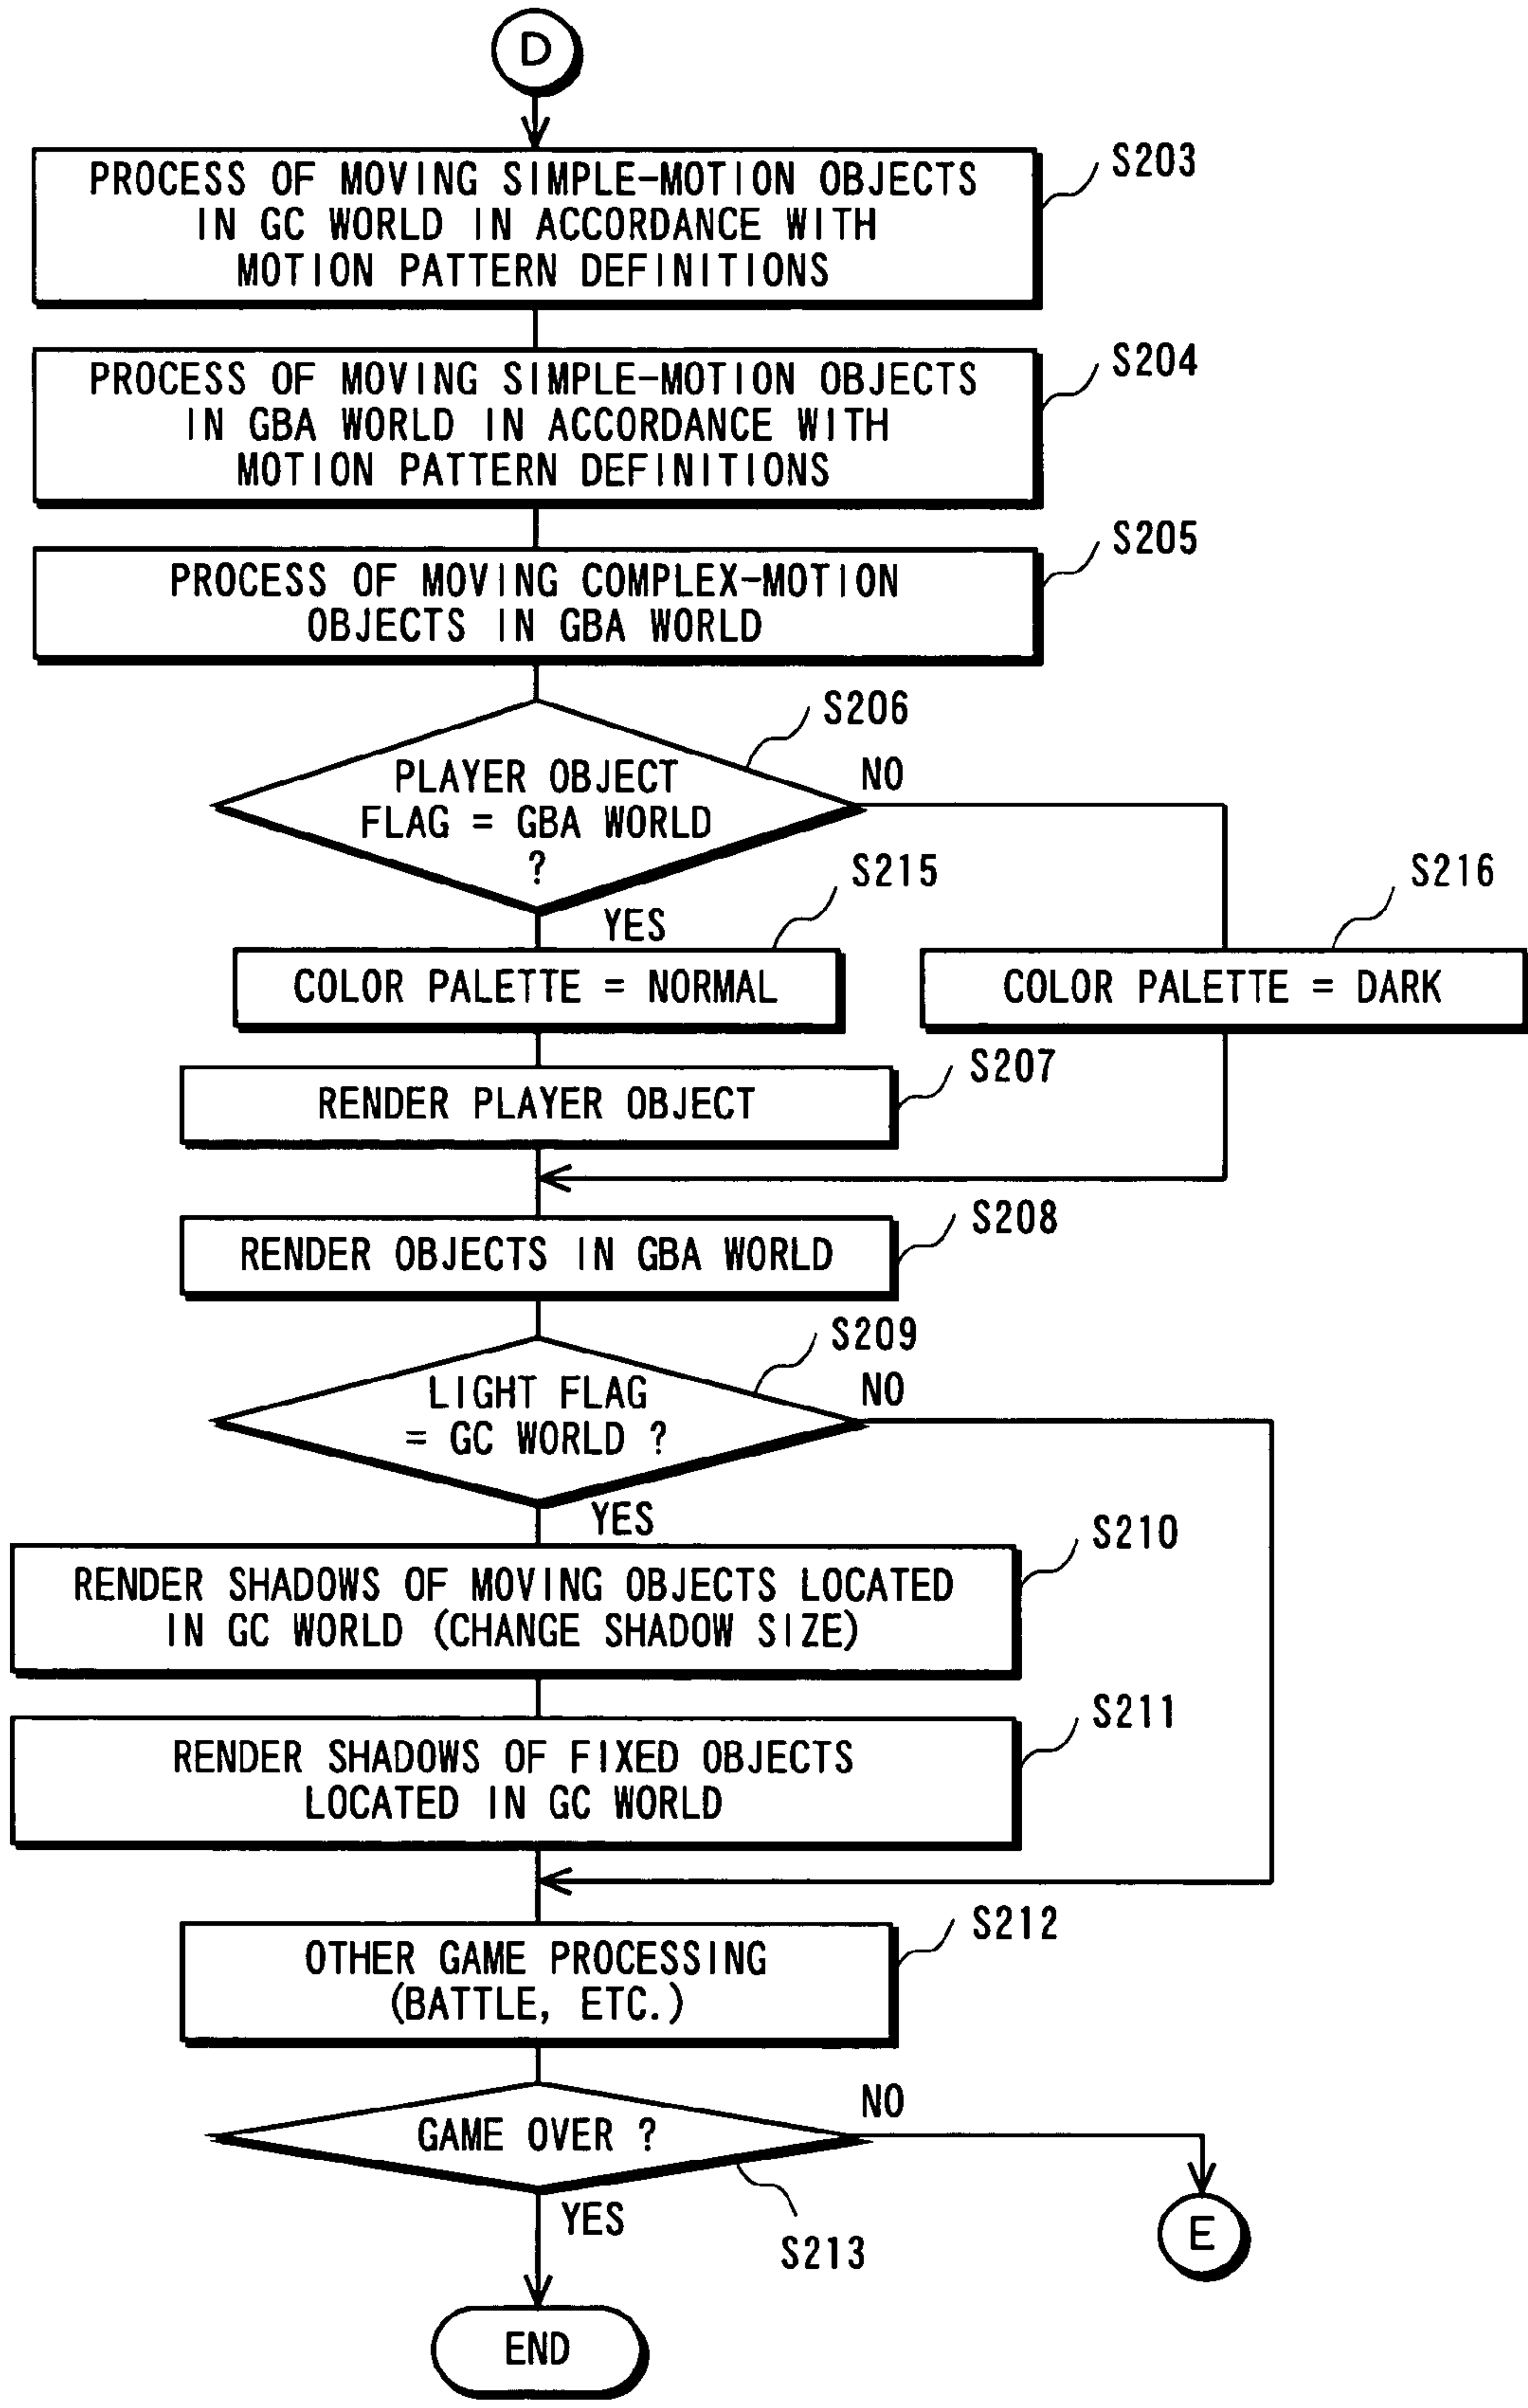 D
S203
PROCESS OF MOVING SIMPLE-MOTION OBJECTS
IN GC WORLD IN ACCORDANCE WITH
MOTION PATTERN DEFINITIONS
S204
PROCESS OF MOVING SIMPLE-MOTION OBJECTS
IN GBA WORLD IN ACCORDANCE WITH
MOTION PATTERN DEFINITIONS
S205
PROCESS OF MOVING COMPLEX-MOTION
OBJECTS IN GBA WORLD
S206
PLAYER OBJECT
FLAG = GBA WORLD
?
NO
YES
S215
COLOR PALETTE = NORMAL
S216
COLOR PALETTE = DARK
S207
RENDER PLAYER OBJECT
S208
RENDER OBJECTS IN GBA WORLD
S209
LIGHT FLAG
= GC WORLD ?
NO
YES
S210
RENDER SHADOWS OF MOVING OBJECTS LOCATED
IN GC WORLD (CHANGE SHADOW SIZE)
S211
RENDER SHADOWS OF FIXED OBJECTS
LOCATED IN GC WORLD
S212
OTHER GAME PROCESSING
(BATTLE, ETC.)
GAME OVER ?
NO
YES
S213
E
END